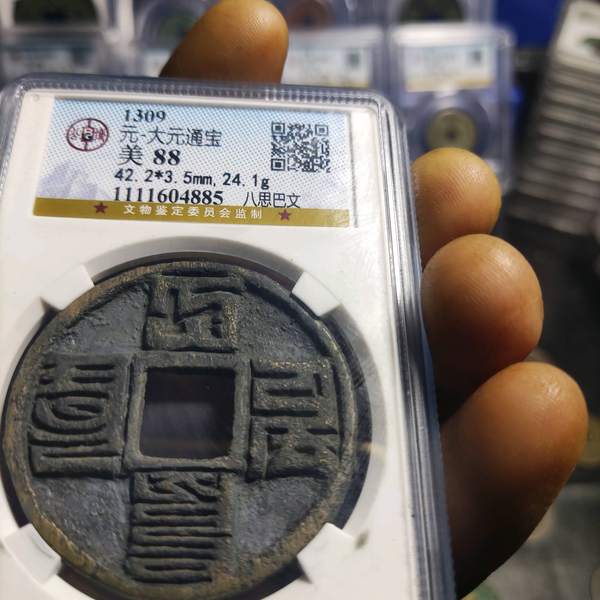 1309
元-大元通宝
美 88
42.2*3.5mm,24.1g
1111604885 八思巴文
★ 文物鉴定委员会监制 ★